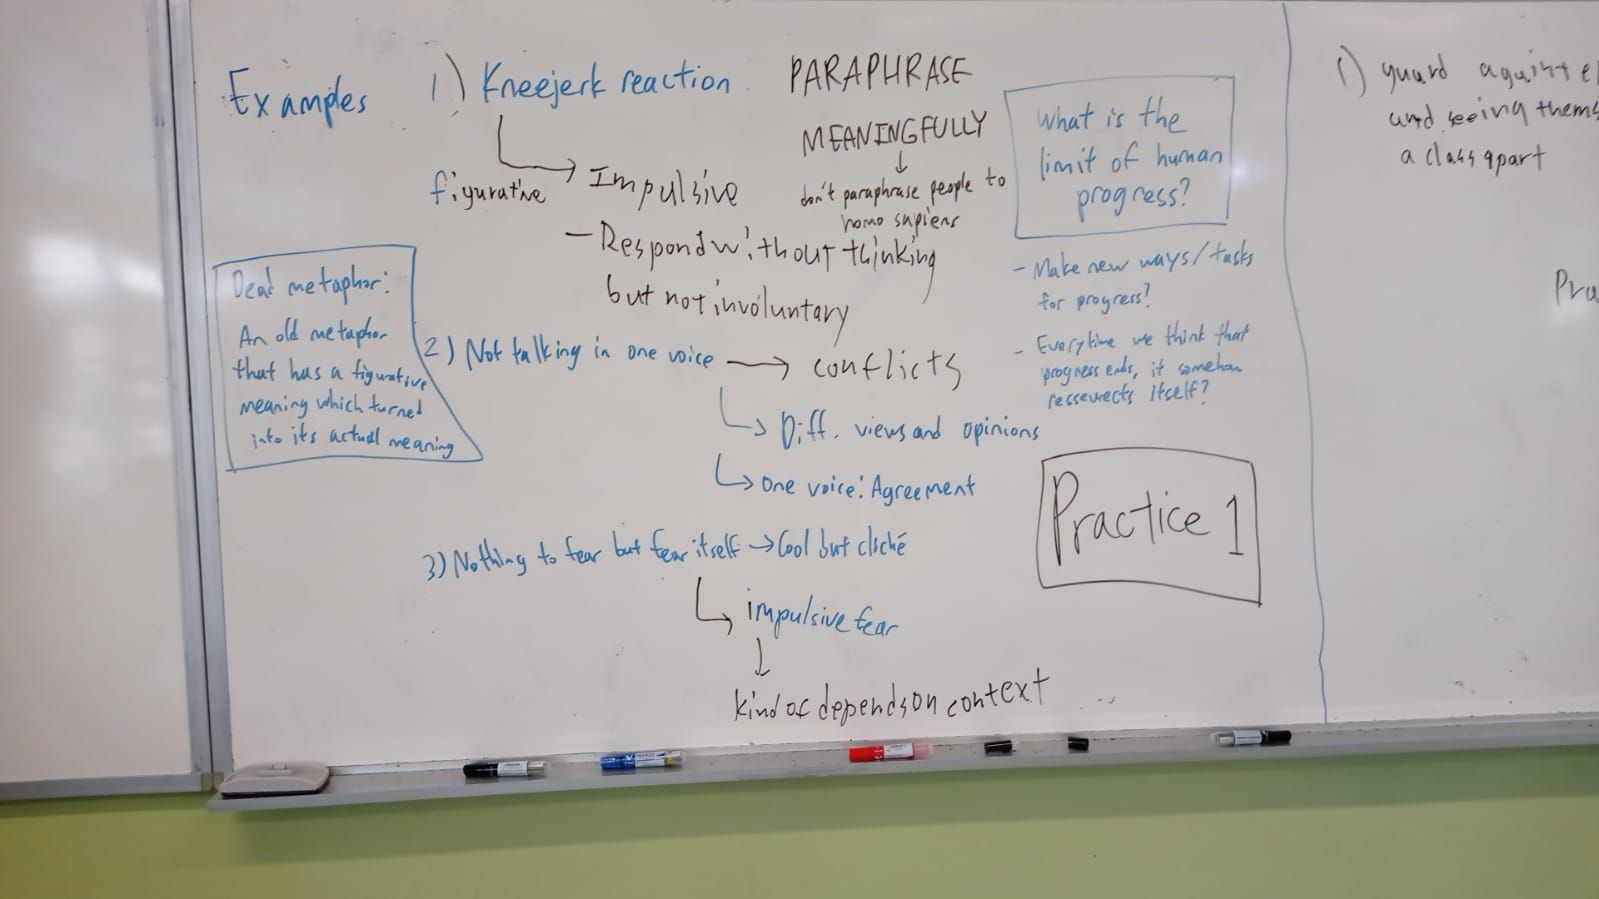 Examples
1) Kneejerk reaction.
figurative
Impulsive
- Respond without thinking
but not involuntary
PARAPHRASE
MEANINGFULLY
don't paraphrase people to
homo sapiens
What is the
limit of human
progress?
- Make new ways/tasks
for progress?
- Everytime we think that
progress ends, it somehow
ressevrects itself?
Dead metaphor:
An old metaphor
that has a figurative
meaning which turned
into its actual meaning
2) Not talking in one voice → conflicts
Diff. views and opinions
One voice: Agreement
3) Nothing to fear but fear itself → Cool but cliché
impulsive fear
kind of depends on context ...
Practice 1
1) guard against
and seeing thems
a class apart
Pra